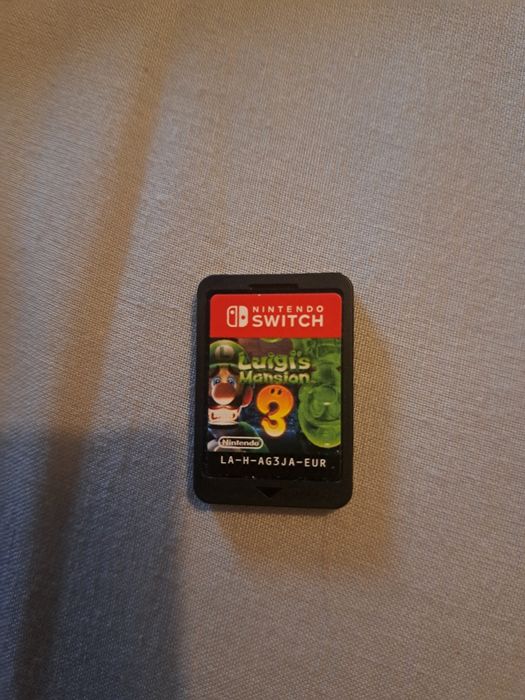 NINTENDO
SWITCH
LUiGi's
Mansion
3
Nintendo
LA-H-AG3JA-EUR